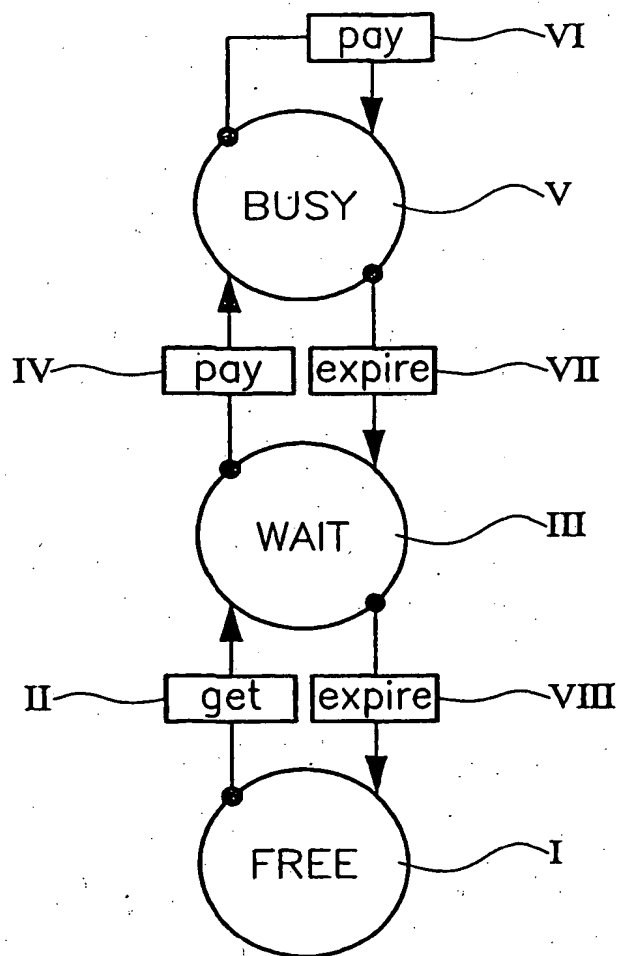 pay VI
BUSY V
IV pay expire VII
WAIT III
II get expire VIII
FREE I